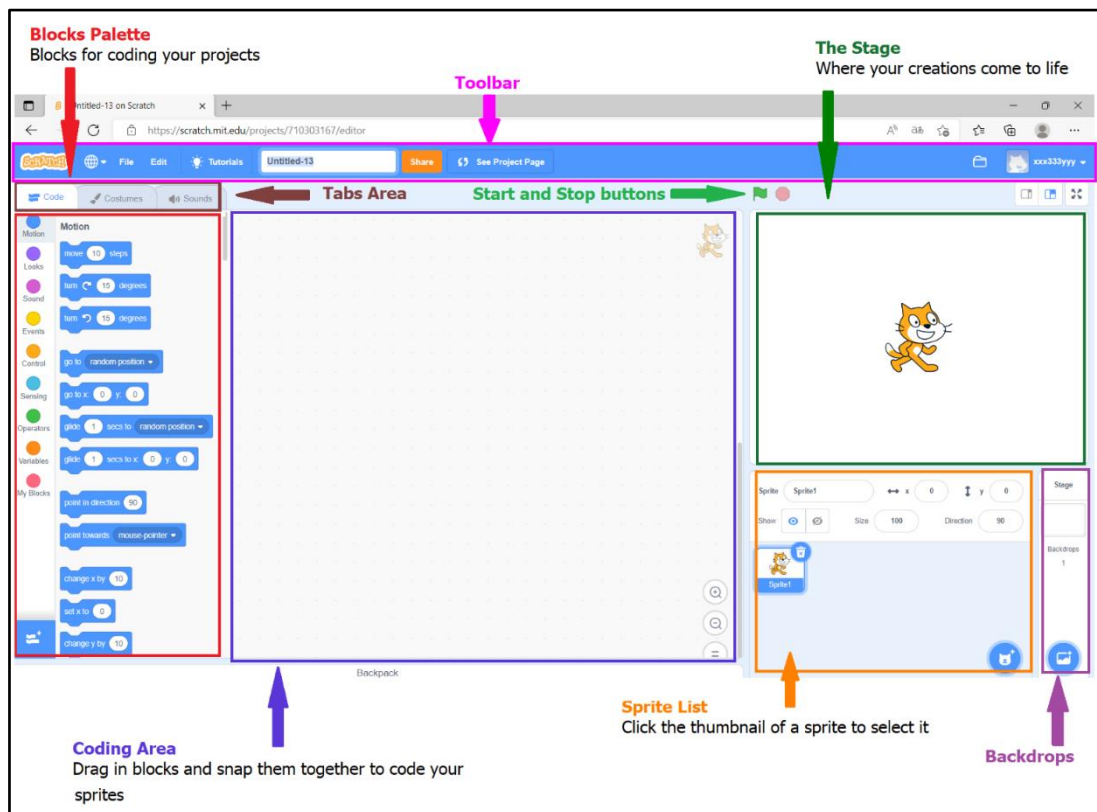 Blocks Palette
Blocks for coding your projects
The Stage
Where your creations come to life
Toolbar
Untitled-13 on Scratch
https://scratch.mit.edu/projects/710303167/editor
SCRATCH File Edit Tutorials Untitled-13 Share See Project Page xxx333yyy
Code Costumes Sounds
Tabs Area
Start and Stop buttons
Motion
Looks
Sound
Events
Control
Sensing
Operators
Variables
My Blocks
Motion
move 10 steps
turn 15 degrees
turn 15 degrees
go to random position
go to x: 0 y: 0
glide 1 secs to random position
glide 1 secs to x: 0 y: 0
point in direction 90
point towards mouse-pointer
change x by 10
set x to 0
change y by 10
Sprite Sprite1 x 0 y 0
Show Size 100 Direction 90
Sprite1
Stage
Backdrops
1
Backpack
Sprite List
Click the thumbnail of a sprite to select it
Coding Area
Drag in blocks and snap them together to code your
sprites
Backdrops